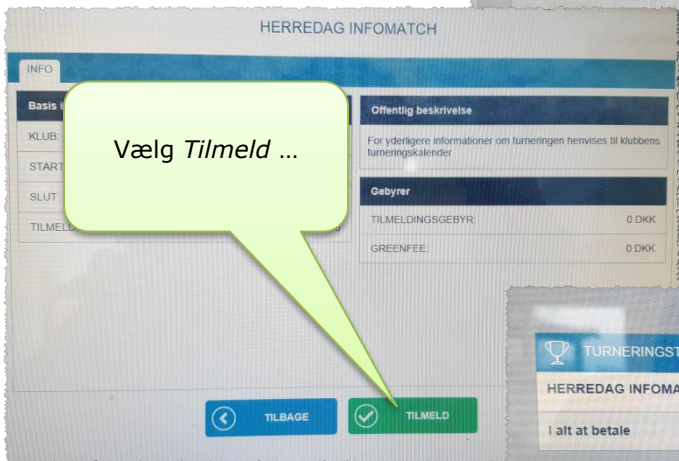 HERREDAG INFOMATCH
INFO
Basis
KLUB:
START
SLUT:
TILMELD
Vælg Tilmeld ...
Offentlig beskrivelse
For yderligere informationer om turneringen henvises til klubbens
turneringskalender
Gebyrer
TILMELDINGSGEBYR: 0 DKK
GREENFEE: 0 DKK
TILBAGE
TILMELD
TURNERINGST
HERREDAG INFOMA
I alt at betale